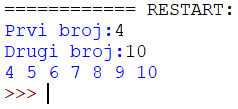 ============ RESTART:
Prvi broj:4
Drugi broj:10
4 5 6 7 8 9 10
>>>